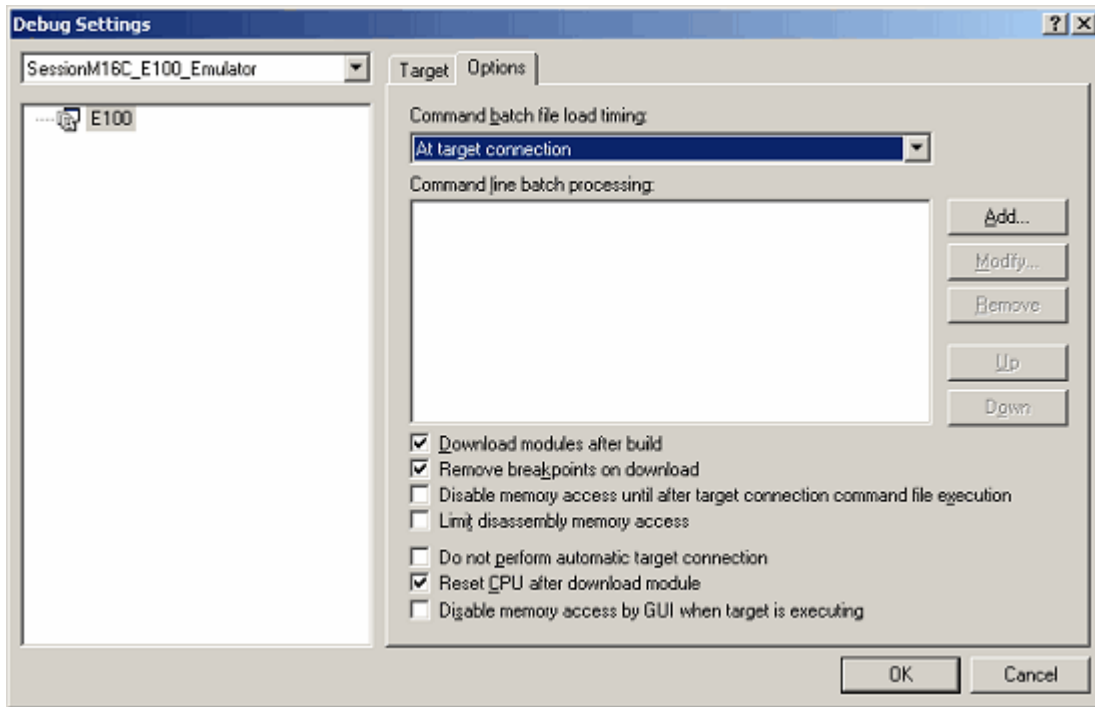 Debug Settings
SessionM16C_E100_Emulator
E100
Target
Options
Command batch file load timing:
At target connection
Command line batch processing:
Add...
Modify...
Remove
Up
Down
Download modules after build
Remove breakpoints on download
Disable memory access until after target connection command file execution
Limit disassembly memory access
Do not perform automatic target connection
Reset CPU after download module
Disable memory access by GUI when target is executing
OK
Cancel